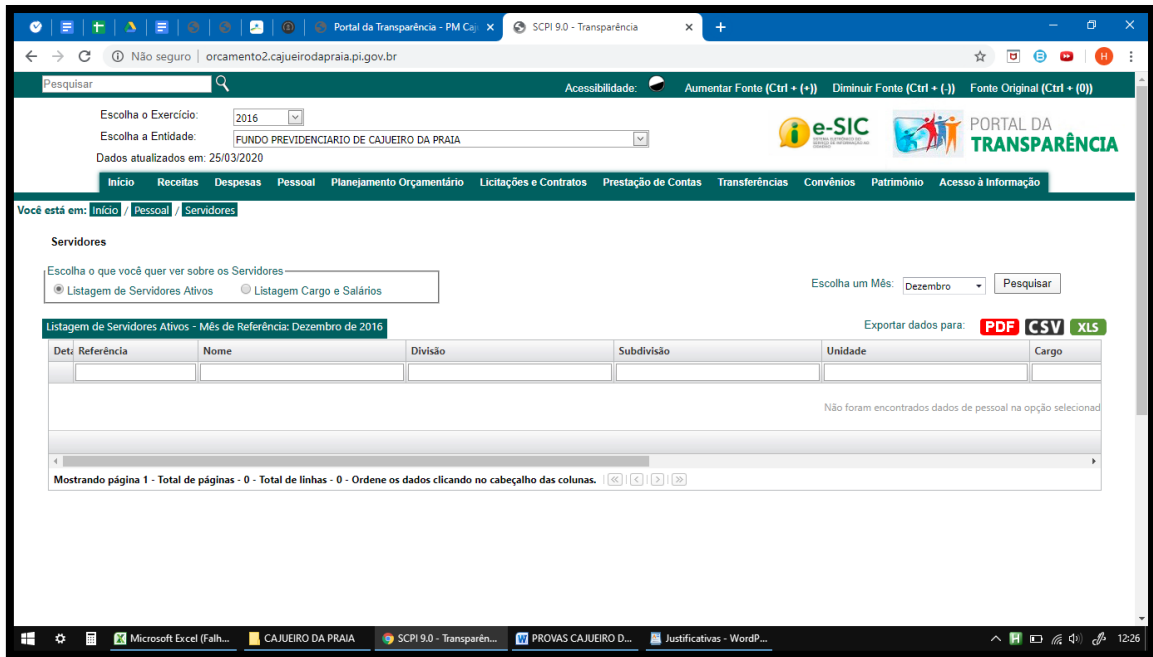 Portal da Transparência - PM Caju
SCPI 9.0 - Transparência
Não seguro | orcamento2.cajueirodapraia.pi.gov.br
H
Pesquisar
Acessibilidade: Aumentar Fonte (Ctrl + (+)) Diminuir Fonte (Ctrl + (-)) Fonte Original (Ctrl + (0))
Escolha o Exercício: 2016
Escolha a Entidade: FUNDO PREVIDENCIARIO DE CAJUEIRO DA PRAIA
Dados atualizados em: 25/03/2020
e-SIC
PORTAL DA
TRANSPARÊNCIA
Início Receitas Despesas Pessoal Planejamento Orçamentário Licitações e Contratos Prestação de Contas Transferências Convênios Patrimônio Acesso à Informação
Você está em: Início / Pessoal / Servidores
Servidores
Escolha o que você quer ver sobre os Servidores
Listagem de Servidores Ativos Listagem Cargo e Salários
Escolha um Mês: Dezembro Pesquisar
Listagem de Servidores Ativos - Mês de Referência: Dezembro de 2016
Exportar dados para: PDF CSV XLS
Deta Referência Nome Divisão Subdivisão Unidade Cargo
Não foram encontrados dados de pessoal na opção selecionad
Mostrando página 1 - Total de páginas - 0 - Total de linhas - 0 - Ordene os dados clicando no cabeçalho das colunas.
Microsoft Excel (Falh... CAJUEIRO DA PRAIA SCPI 9.0 - Transparên... PROVAS CAJUEIRO D... Justificativas - WordP... 12:26